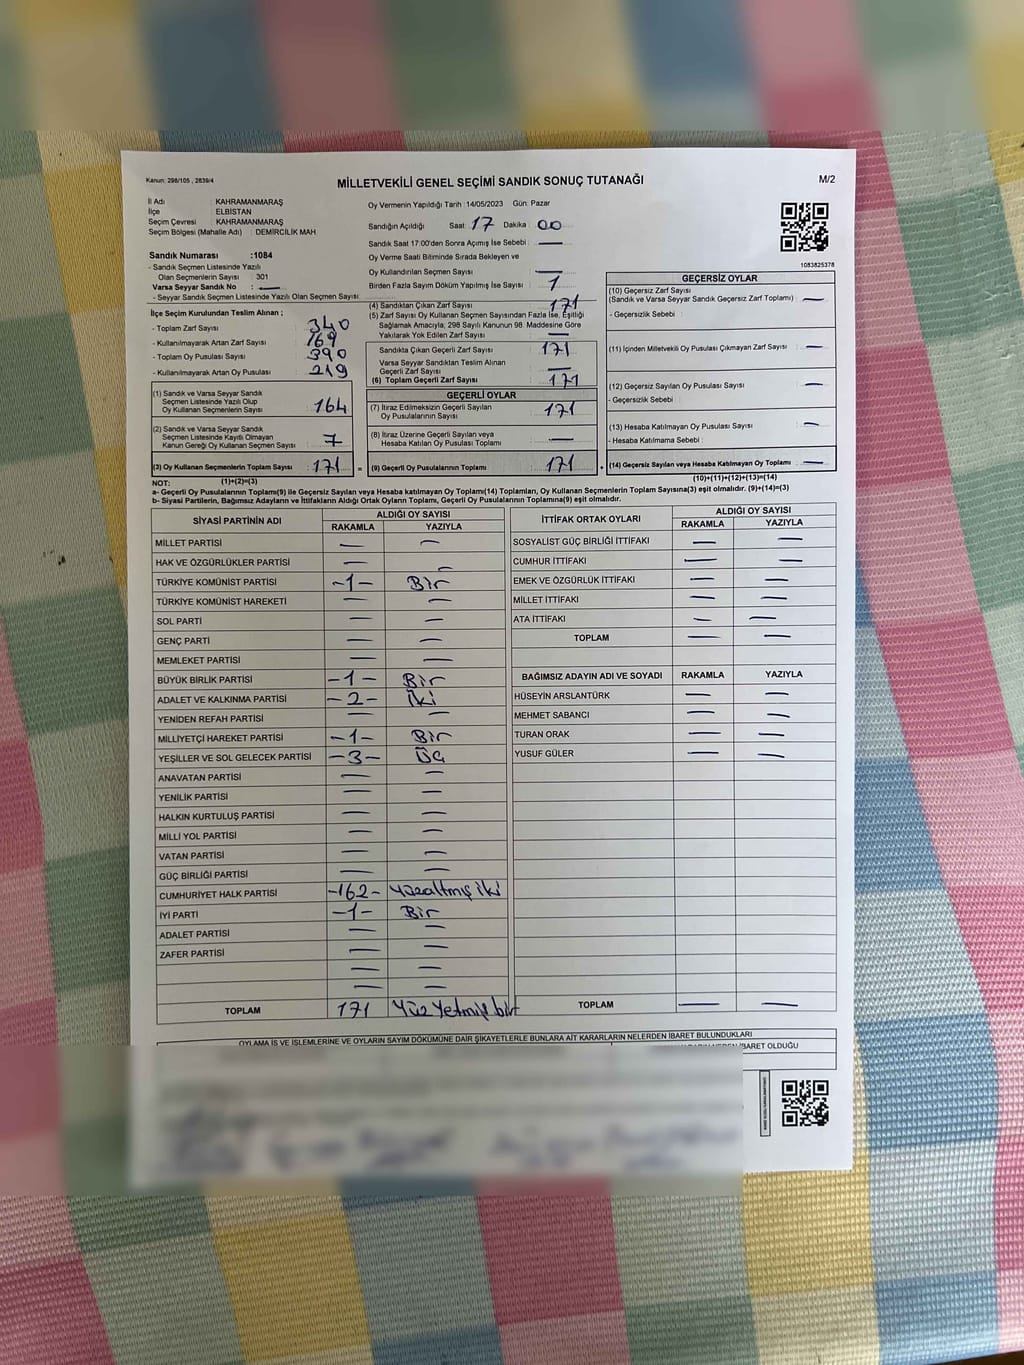 Kanun: 298/105 , 2839/4
MİLLETVEKİLİ GENEL SEÇİMİ SANDIK SONUÇ TUTANAĞI
M/2
İl Adı : KAHRAMANMARAŞ
İlçe : ELBİSTAN
Seçim Çevresi : KAHRAMANMARAŞ
Seçim Bölgesi (Mahalle Adı) : DEMİRCİLİK MAH.
Oy Vermenin Yapıldığı Tarih :14/05/2023 Gün: Pazar
Sandığın Açıldığı Saat: 17 Dakika: 00
Sandık Saat 17:00'den Sonra Açımış İse Sebebi : —
Oy Verme Saati Bitiminde Sırada Bekleyen ve
Oy Kullandırılan Seçmen Sayısı : —
Birden Fazla Sayım Döküm Yapılmış İse Sayısı : 1
1083825378
Sandık Numarası :1084
- Sandık Seçmen Listesinde Yazılı
Olan Seçmenlerin Sayısı : 301
Varsa Seyyar Sandık No : —
- Seyyar Sandık Seçmen Listesinde Yazılı Olan Seçmen Sayısı:
İlçe Seçim Kurulundan Teslim Alınan ;
- Toplam Zarf Sayısı : 340
- Kullanılmayarak Artan Zarf Sayısı : 169
- Toplam Oy Pusulası Sayısı : 390
- Kullanılmayarak Artan Oy Pusulası : 219
(1) Sandık ve Varsa Seyyar Sandık
Seçmen Listesinde Yazılı Olup
Oy Kullanan Seçmenlerin Sayısı : 164
(2) Sandık ve Varsa Seyyar Sandık
Seçmen Listesinde Kayıtlı Olmayan
Kanun Gereği Oy Kullanan Seçmen Sayısı : 7
(3) Oy Kullanan Seçmenlerin Toplam Sayısı : 171
(1)+(2)=(3)
(4) Sandıktan Çıkan Zarf Sayısı : 171
(5) Zarf Sayısı Oy Kullanan Seçmen Sayısından Fazla İse, Eşitliği
Sağlamak Amacıyla, 298 Sayılı Kanunun 98. Maddesine Göre
Yakılarak Yok Edilen Zarf Sayısı : —
Sandıkta Çıkan Geçerli Zarf Sayısı : 171
Varsa Seyyar Sandıktan Teslim Alınan
Geçerli Zarf Sayısı : —
(6) Toplam Geçerli Zarf Sayısı : 171
GEÇERLİ OYLAR
(7) İtiraz Edilmeksizin Geçerli Sayılan
Oy Pusulalarının Sayısı : 171
(8) İtiraz Üzerine Geçerli Sayılan veya
Hesaba Katılan Oy Pusulası Toplamı : —
= (9) Geçerli Oy Pusulalarının Toplamı : 171 +
GEÇERSİZ OYLAR
(10) Geçersiz Zarf Sayısı
(Sandık ve Varsa Seyyar Sandık Geçersiz Zarf Toplamı) : —
- Geçersizlik Sebebi :
(11) İçinden Milletvekili Oy Pusulası Çıkmayan Zarf Sayısı : —
(12) Geçersiz Sayılan Oy Pusulası Sayısı : —
- Geçersizlik Sebebi :
(13) Hesaba Katılmayan Oy Pusulası Sayısı : —
- Hesaba Katılmama Sebebi :
(14) Geçersiz Sayılan veya Hesaba Katılmayan Oy Toplamı : —
(10)+(11)+(12)+(13)=(14)
NOT:
a- Geçerli Oy Pusulalarının Toplamı(9) ile Geçersiz Sayılan veya Hesaba katılmayan Oy Toplamı(14) Toplamları, Oy Kullanan Seçmenlerin Toplam Sayısına(3) eşit olmalıdır. (9)+(14)=(3)
b- Siyasi Partilerin, Bağımsız Adayların ve İttifakların Aldığı Ortak Oyların Toplamı, Geçerli Oy Pusulalarının Toplamına(9) eşit olmalıdır.
SİYASİ PARTİNİN ADI ALDIĞI OY SAYISI
RAKAMLA YAZIYLA
MİLLET PARTİSİ — —
HAK VE ÖZGÜRLÜKLER PARTİSİ — —
TÜRKİYE KOMÜNİST PARTİSİ -1- Bir
TÜRKİYE KOMÜNİST HAREKETİ — —
SOL PARTİ — —
GENÇ PARTİ — —
MEMLEKET PARTİSİ — —
BÜYÜK BİRLİK PARTİSİ -1- Bir
ADALET VE KALKINMA PARTİSİ -2- İki
YENİDEN REFAH PARTİSİ — —
MİLLİYETÇİ HAREKET PARTİSİ -1- Bir
YEŞİLLER VE SOL GELECEK PARTİSİ -3- Üç
ANAVATAN PARTİSİ — —
YENİLİK PARTİSİ — —
HALKIN KURTULUŞ PARTİSİ — —
MİLLİ YOL PARTİSİ — —
VATAN PARTİSİ — —
GÜÇ BİRLİĞİ PARTİSİ — —
CUMHURİYET HALK PARTİSİ -162- Yüzaltmış iki
İYİ PARTİ -1- Bir
ADALET PARTİSİ — —
ZAFER PARTİSİ — —
— —
— —
TOPLAM 171 Yüz Yetmiş bir
İTTİFAK ORTAK OYLARI ALDIĞI OY SAYISI
RAKAMLA YAZIYLA
SOSYALİST GÜÇ BİRLİĞİ İTTİFAKI — —
CUMHUR İTTİFAKI — —
EMEK VE ÖZGÜRLÜK İTTİFAKI — —
MİLLET İTTİFAKI — —
ATA İTTİFAKI — —
TOPLAM — —
BAĞIMSIZ ADAYIN ADI VE SOYADI RAKAMLA YAZIYLA
HÜSEYİN ARSLANTÜRK — —
MEHMET SABANCI — —
TURAN ORAK — —
YUSUF GÜLER — —
TOPLAM — —
OYLAMA İŞ VE İŞLEMLERİNE VE OYLARIN SAYIM DÖKÜMÜNE DAİR ŞİKAYETLERLE BUNLARA AİT KARARLARIN NELERDEN İBARET BULUNDUKLARI
İBARET OLDUĞU